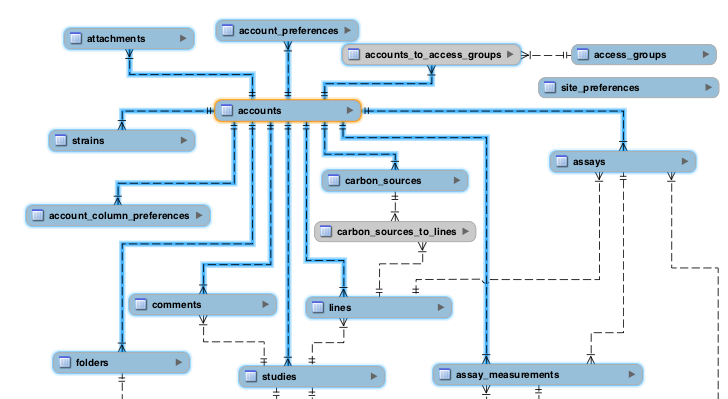 attachments
account_preferences
accounts_to_access_groups
access_groups
site_preferences
accounts
strains
assays
carbon_sources
account_column_preferences
carbon_sources_to_lines
comments
lines
folders
studies
assay_measurements